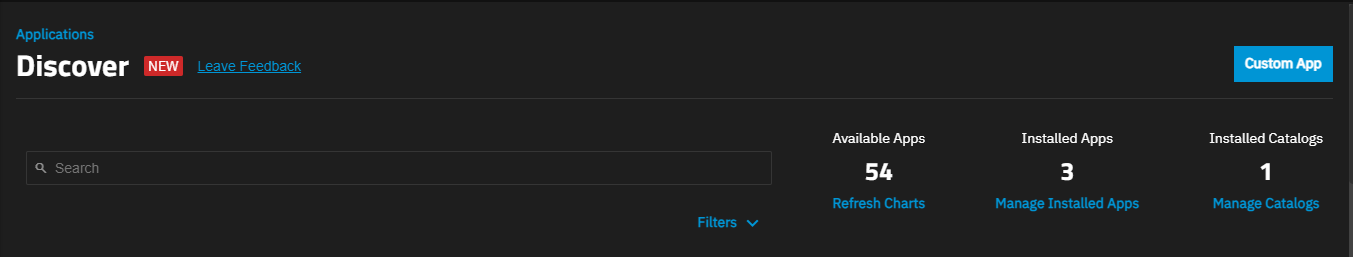 Applications
Discover NEW Leave Feedback
Custom App
Search
Filters
Available Apps
54
Refresh Charts
Installed Apps
3
Manage Installed Apps
Installed Catalogs
1
Manage Catalogs